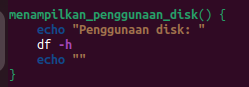 menampilkan_penggunaan_disk() {
    echo "Penggunaan disk: "
    df -h
    echo ""
}